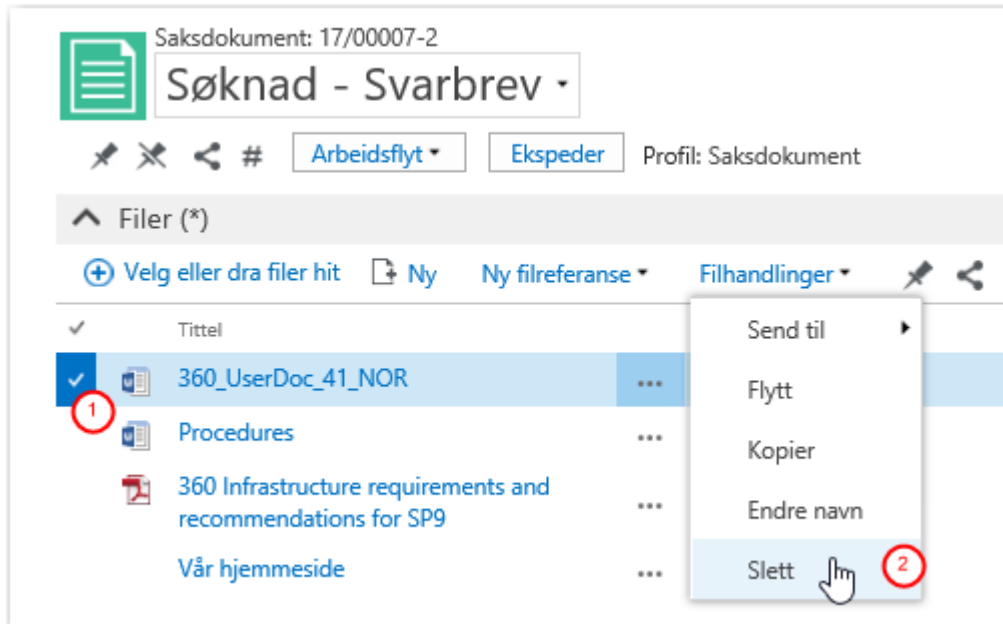 Saksdokument: 17/00007-2
Søknad - Svarbrev
# Arbeidsflyt Ekspeder Profil: Saksdokument
Filer (*)
Velg eller dra filer hit Ny Ny filreferanse Filhandlinger
Tittel
Send til
360_UserDoc_41_NOR ...
Flytt
1
Procedures ...
Kopier
360 Infrastructure requirements and
recommendations for SP9 ...
Endre navn
Vår hjemmeside ...
Slett 2